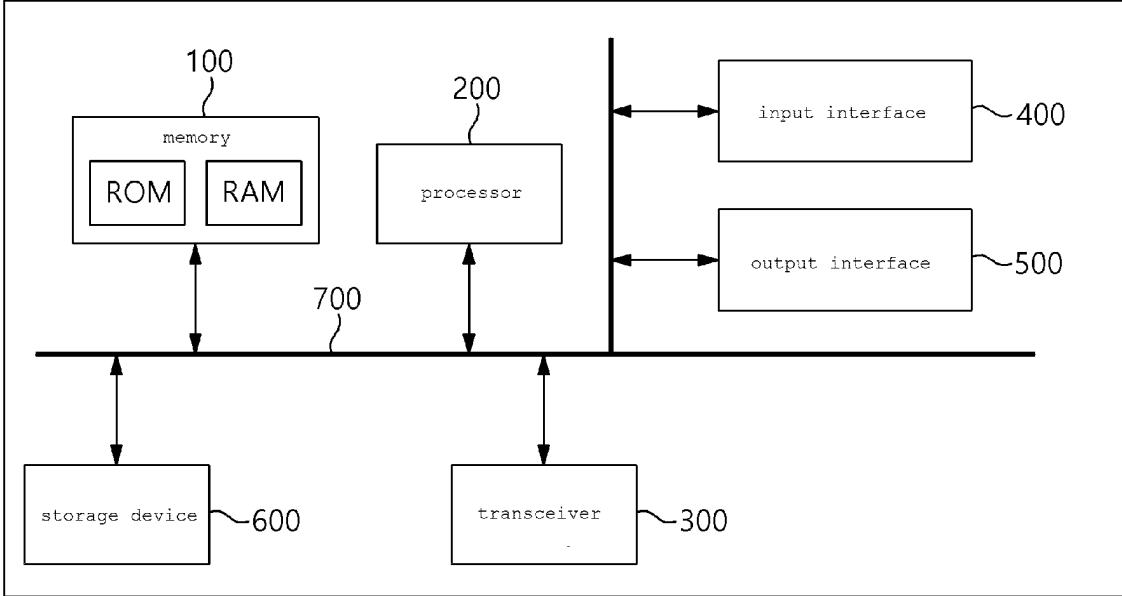 100
memory
ROM RAM
200
processor
input interface
400
output interface
500
700
storage device
600
transceiver
300